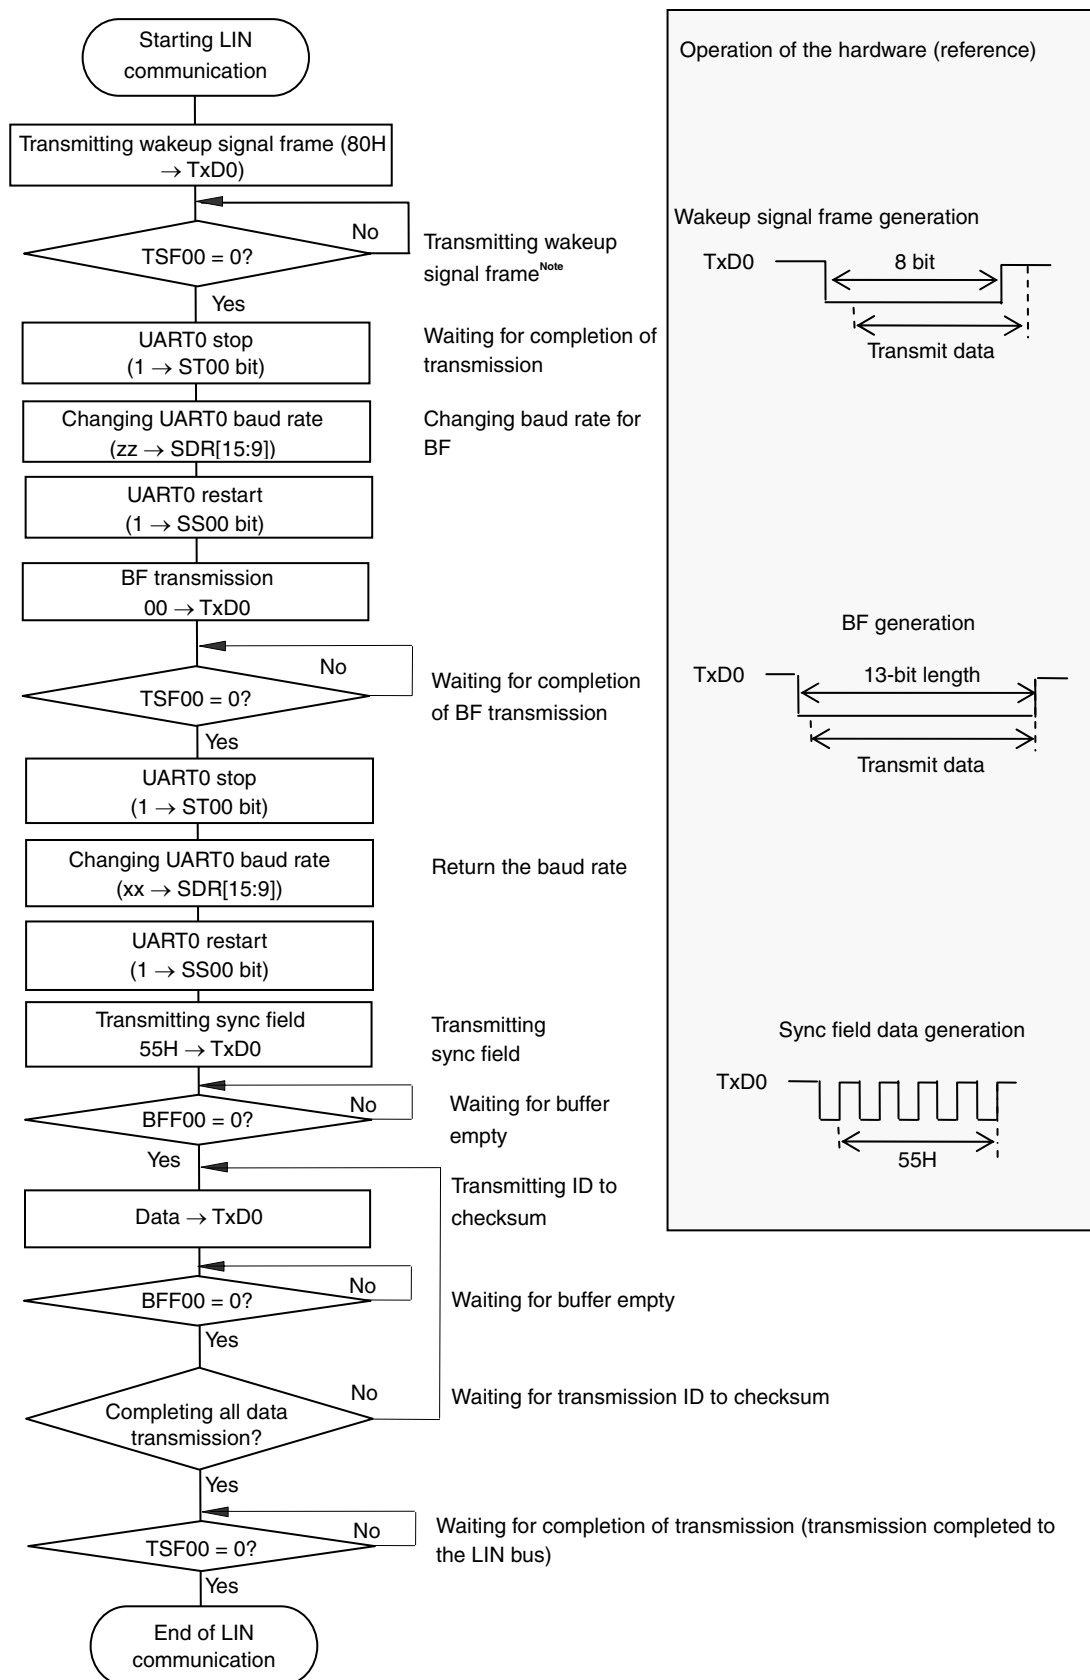 Starting LIN
communication
Transmitting wakeup signal frame (80H
→ TxD0)
No
TSF00 = 0?
Transmitting wakeup
signal frameNote
Yes
UART0 stop
(1 → ST00 bit)
Waiting for completion of
transmission
Changing UART0 baud rate
(zz → SDR[15:9])
Changing baud rate for
BF
UART0 restart
(1 → SS00 bit)
BF transmission
00 → TxD0
No
TSF00 = 0?
Waiting for completion
of BF transmission
Yes
UART0 stop
(1 → ST00 bit)
Changing UART0 baud rate
(xx → SDR[15:9])
Return the baud rate
UART0 restart
(1 → SS00 bit)
Transmitting sync field
55H → TxD0
Transmitting
sync field
No
BFF00 = 0?
Waiting for buffer
empty
Yes
Transmitting ID to
checksum
Data → TxD0
No
BFF00 = 0?
Waiting for buffer empty
Yes
No
Completing all data
transmission?
Waiting for transmission ID to checksum
Yes
No
TSF00 = 0?
Waiting for completion of transmission (transmission completed to
the LIN bus)
Yes
End of LIN
communication
Operation of the hardware (reference)
Wakeup signal frame generation
TxD0
8 bit
Transmit data
BF generation
TxD0
13-bit length
Transmit data
Sync field data generation
TxD0
55H